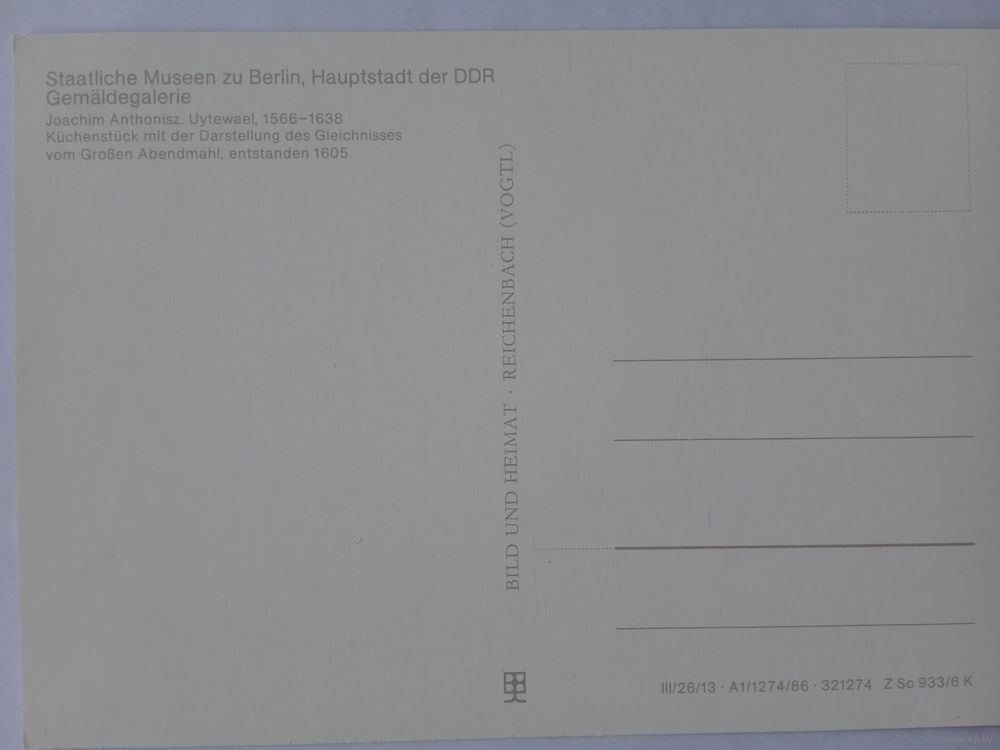 Staatliche Museen zu Berlin, Hauptstadt der DDR
Gemäldegalerie
Joachim Anthonisz. Uytewael, 1566–1638
Küchenstück mit der Darstellung des Gleichnisses
vom Großen Abendmahl, entstanden 1605
BILD UND HEIMAT · REICHENBACH (VOGTL)
III/26/13 · A1/1274/86 · 321274 Z So 933/6 K